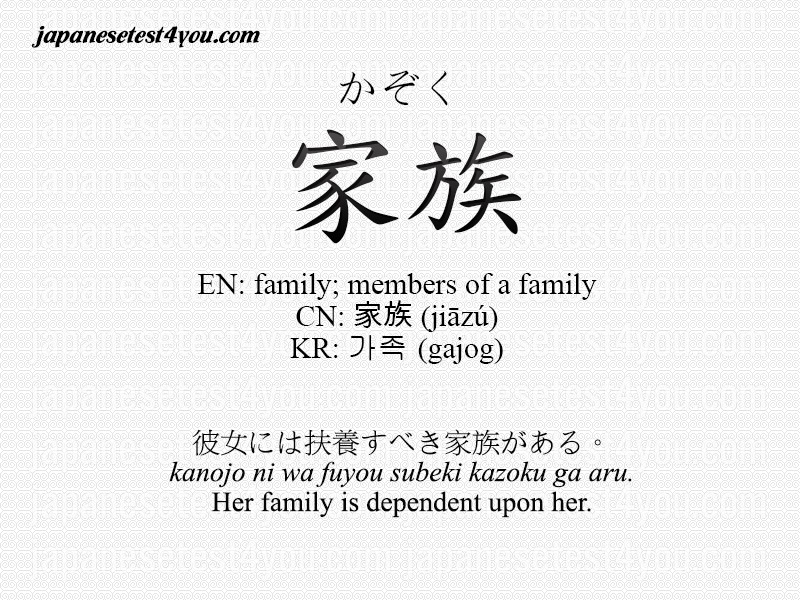 japanesetest4you.com
かぞく
家族
EN: family; members of a family
CN: 家族 (jiāzú)
KR: 가족 (gajog)
彼女には扶養すべき家族がある。
kanojo ni wa fuyou subeki kazoku ga aru.
Her family is dependent upon her.